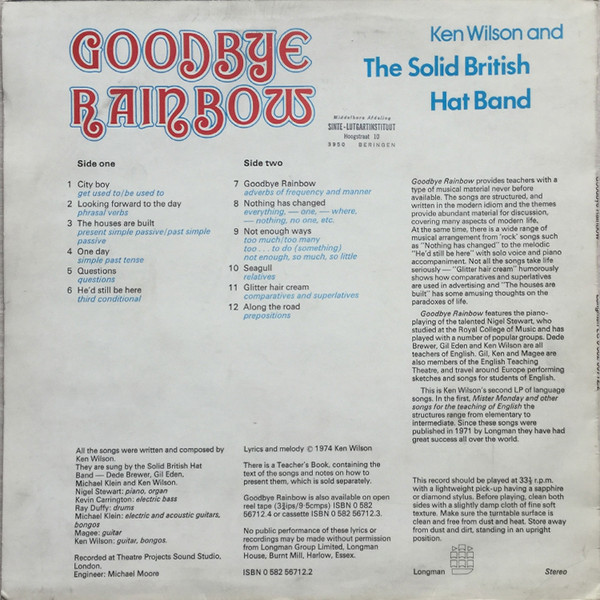 GOODBYE
RAINBOW
Ken Wilson and
The Solid British
Hat Band
Middelbare Afdeling
SINTE-LUTGARTINSTITUUT
Hoogstraat 10
3950 BERINGEN
Side one
1 City boy
get used to/be used to
2 Looking forward to the day
phrasal verbs
3 The houses are built
present simple passive/past simple
passive
4 One day
simple past tense
5 Questions
questions
6 He'd still be here
third conditional
Side two
7 Goodbye Rainbow
adverbs of frequency and manner
8 Nothing has changed
everything, — one, — where,
— nothing, no one, etc.
9 Not enough ways
too much/too many
too . . . to do (something)
not enough, so much, so little
10 Seagull
relatives
11 Glitter hair cream
comparatives and superlatives
12 Along the road
prepositions
Goodbye Rainbow provides teachers with a
type of musical material never before
available. The songs are structured, and
written in the modern idiom and the themes
provide abundant material for discussion,
covering many aspects of modern life.
At the same time, there is a wide range of
musical arrangement from 'rock' songs such
as "Nothing has changed" to the melodic
"He'd still be here" with solo voice and piano
accompaniment. Not all the songs take life
seriously — "Glitter hair cream" humorously
shows how comparatives and superlatives
are used in advertising and "The houses are
built" has some amusing thoughts on the
paradoxes of life.
Goodbye Rainbow features the piano-
playing of the talented Nigel Stewart, who
studied at the Royal College of Music and has
played with a number of popular groups. Dede
Brewer, Gil Eden and Ken Wilson are all
teachers of English. Gil, Ken and Magee are
also members of the English Teaching
Theatre, and travel around Europe performing
sketches and songs for students of English.
This is Ken Wilson's second LP of language
songs. In the first, Mister Monday and other
songs for the teaching of English the
structures range from elementary to
intermediate. Since these songs were
published in 1971 by Longman they have had
great success all over the world.
All the songs were written and composed by
Ken Wilson.
They are sung by the Solid British Hat
Band — Dede Brewer, Gil Eden,
Michael Klein and Ken Wilson.
Nigel Stewart: piano, organ
Kevin Carrington: electric bass
Ray Duffy: drums
Michael Klein: electric and acoustic guitars,
bongos
Magee: guitar
Ken Wilson: guitar, bongos.
Recorded at Theatre Projects Sound Studio,
London.
Engineer: Michael Moore
Lyrics and melody © 1974 Ken Wilson
There is a Teacher's Book, containing the
text of the songs and notes on how to
present them, which is sold separately.
Goodbye Rainbow is also available on open
reel tape (3¾ips/9·5cmps) ISBN 0 582
56712.4 or cassette ISBN 0 582 56712.3.
No public performance of these lyrics or
recordings may be made without permission
from Longman Group Limited, Longman
House, Burnt Mill, Harlow, Essex.
ISBN 0 582 56712.2
This record should be played at 33⅓ r.p.m.
with a lightweight pick-up having a sapphire
or diamond stylus. Before playing, clean both
sides with a slightly damp cloth of fine soft
texture. Make sure the turntable surface is
clean and free from dust and heat. Store away
from dust and dirt, standing in an upright
position.
Longman
Stereo